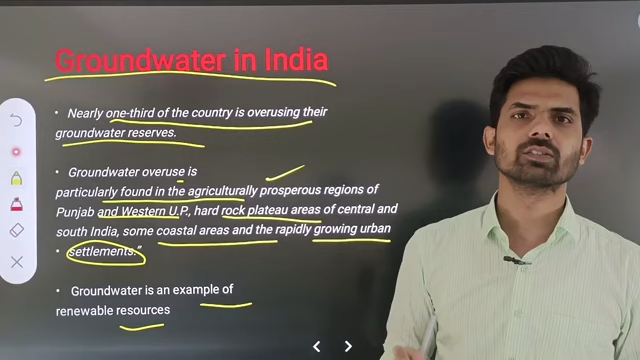 Groundwater in India
• Nearly one-third of the country is overusing their
groundwater reserves.
• Groundwater overuse is
particularly found in the agriculturally prosperous regions of
Punjab and Western U.P., hard rock plateau areas of central and
south India, some coastal areas and the rapidly growing urban
• settlements."
• Groundwater is an example of
renewable resources